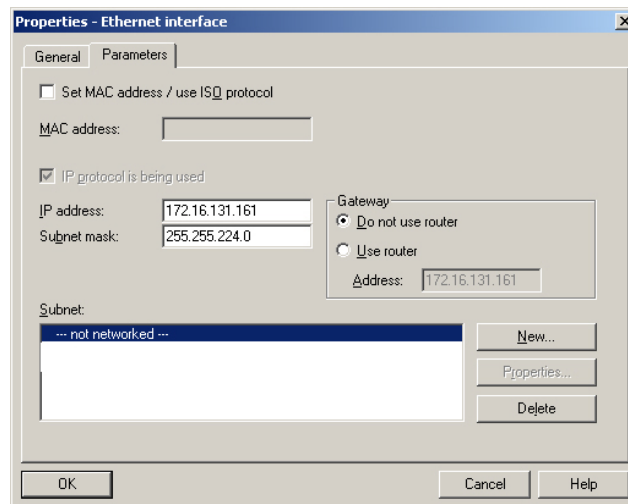 Properties - Ethernet interface
General Parameters
Set MAC address / use ISO protocol
MAC address:
IP protocol is being used
IP address: 172.16.131.161
Subnet mask: 255.255.224.0
Gateway
Do not use router
Use router
Address: 172.16.131.161
Subnet:
--- not networked ---
New...
Properties...
Delete
OK Cancel Help